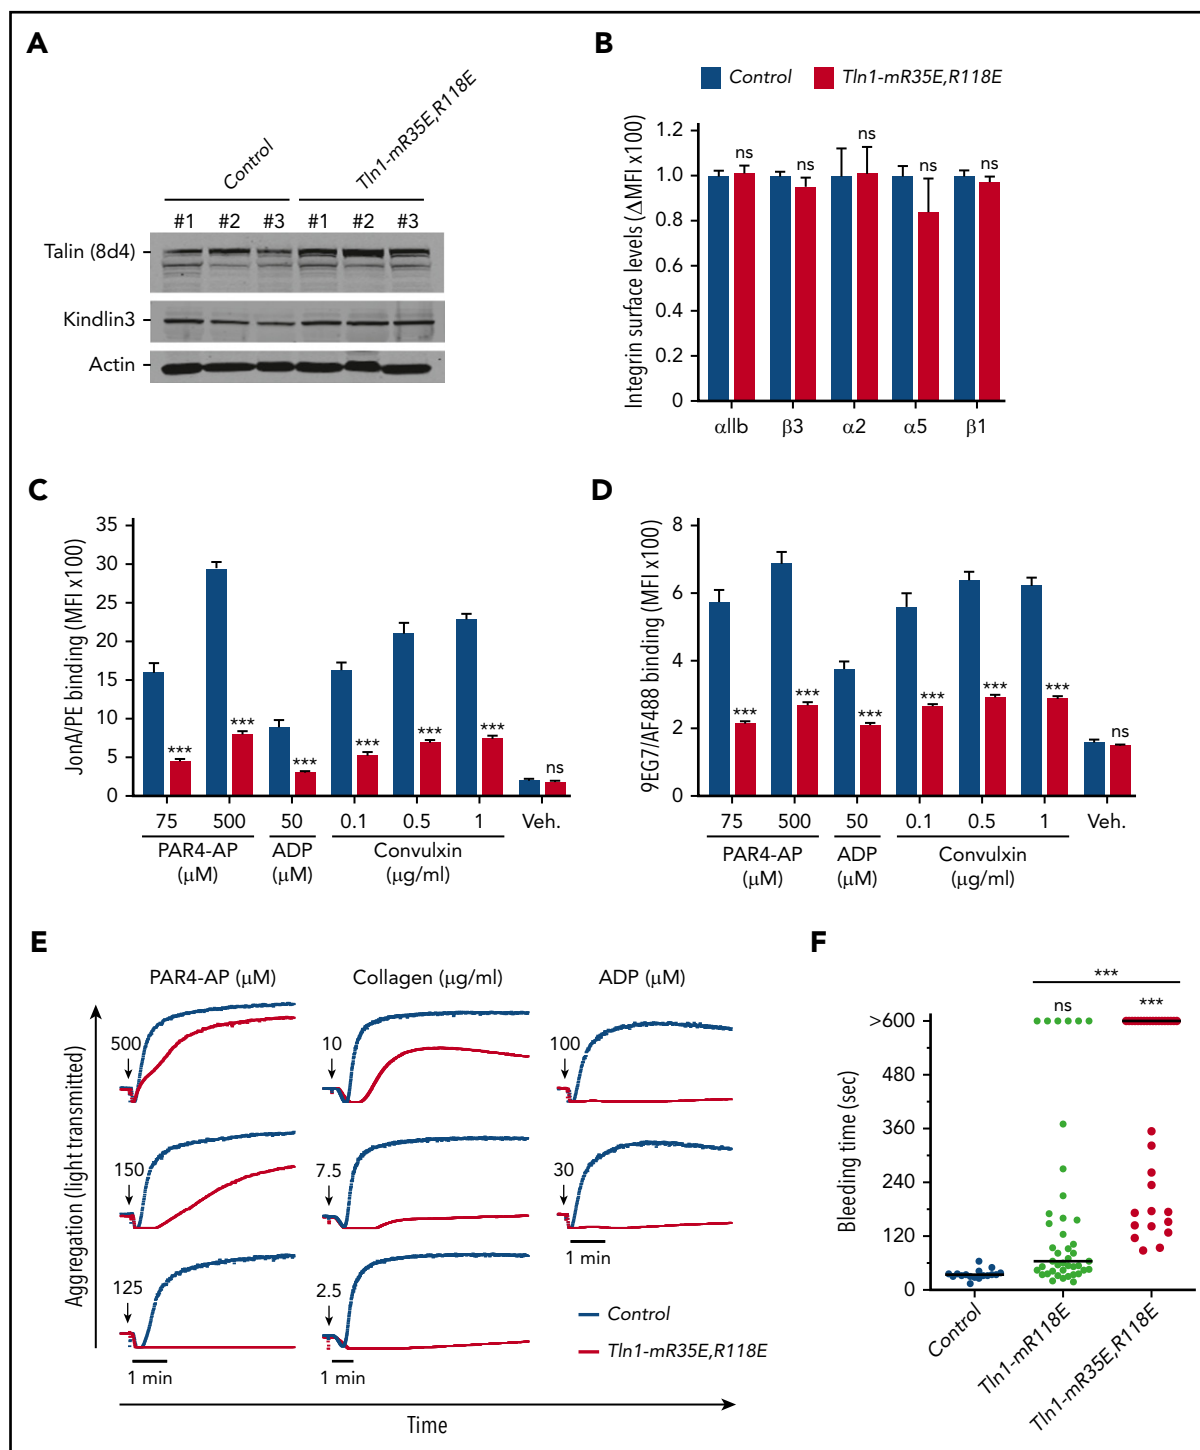 A
Control
Tln1-mR35E,R118E
#1 #2 #3 #1 #2 #3
Talin (8d4)
Kindlin3
Actin
B
Control Tln1-mR35E,R118E
Integrin surface levels (ΔMFI x100)
1.2
1.0
0.8
0.6
0.4
0.2
0
ns ns ns ns ns
αIIb β3 α2 α5 β1
C
JonA/PE binding (MFI x100)
35
30
25
20
15
10
5
0
*** *** *** *** *** *** ns
75 500 50 0.1 0.5 1 Veh.
PAR4-AP ADP Convulxin
(μM) (μM) (μg/ml)
D
9EG7/AF488 binding (MFI x100)
8
6
4
2
0
*** *** *** *** *** *** ns
75 500 50 0.1 0.5 1 Veh.
PAR4-AP ADP Convulxin
(μM) (μM) (μg/ml)
E
PAR4-AP (μM) Collagen (μg/ml) ADP (μM)
Aggregation (light transmitted)
500 10 100
150 7.5 30
1 min
125 2.5
Control
Tln1-mR35E,R118E
1 min 1 min
Time
F
***
ns ***
Bleeding time (sec)
>600
480
360
240
120
0
Control
Tln1-mR118E
Tln1-mR35E,R118E